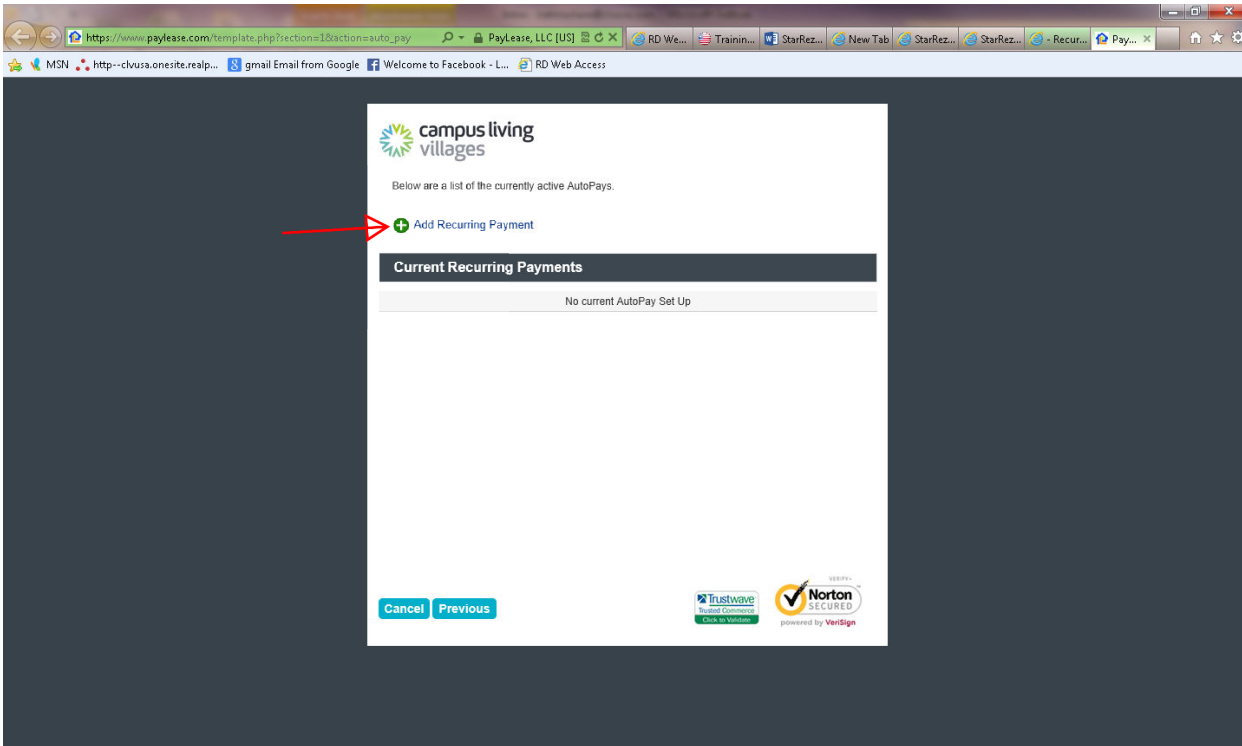 https://www.paylease.com/template.php?section=1&action=auto_pay
PayLease, LLC [US]
RD We...
Trainin...
StarRez...
New Tab
StarRez...
StarRez...
- Recur...
Pay...
MSN
http--clvusa.onesite.realp...
gmail Email from Google
Welcome to Facebook - L...
RD Web Access
campus living
villages
Below are a list of the currently active AutoPays.
Add Recurring Payment
Current Recurring Payments
No current AutoPay Set Up
Cancel
Previous
Trustwave
Trusted Commerce
Click to Validate
VERIFY
Norton
SECURED
powered by VeriSign